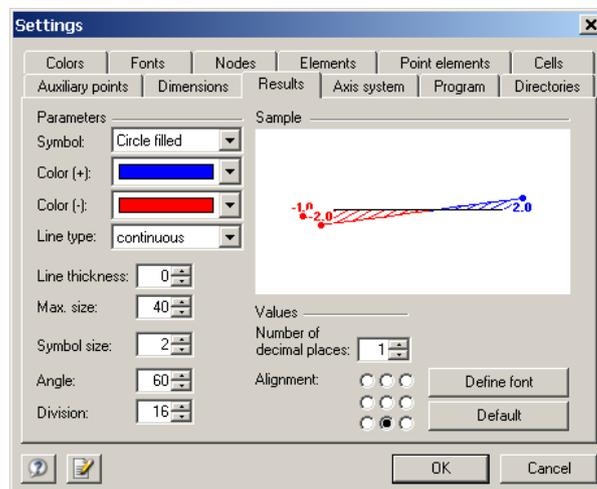 Settings
Colors Fonts Nodes Elements Point elements Cells
Auxiliary points Dimensions Results Axis system Program Directories
Parameters
Symbol: Circle filled
Color (+):
Color (-):
Line type: continuous
Line thickness: 0
Max. size: 40
Symbol size: 2
Angle: 60
Division: 16
Sample
-1.0
-2.0
2.0
Values
Number of
decimal places: 1
Alignment:
Define font
Default
OK Cancel